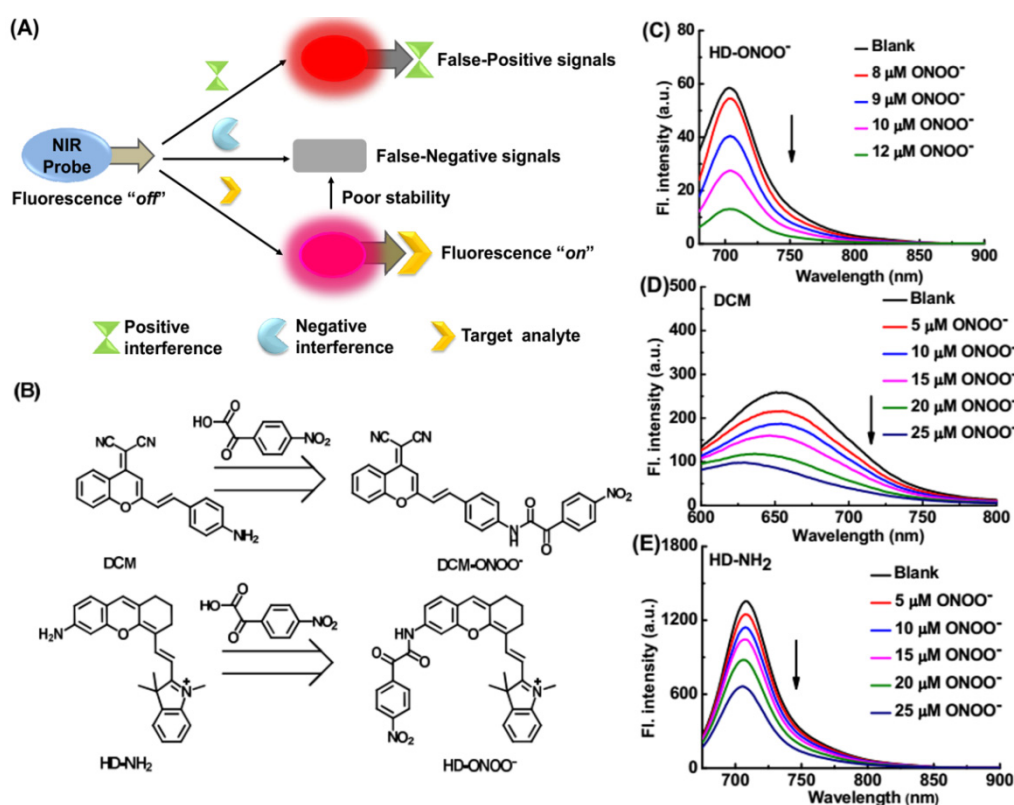 (A)
False-Positive signals
NIR
Probe
Fluorescence “off”
False-Negative signals
Poor stability
Fluorescence “on”
Positive
interference
Negative
interference
Target analyte
(B)
NC CN
O
NH₂
DCM
HO O
O
NO₂
NC CN
O
N
H
O
O
NO₂
DCM-ONOO⁻
H₂N
O
N⁺
HD-NH₂
HO O
O
NO₂
HN
O
O
O
NO₂
N⁺
HD-ONOO⁻
(C)
HD-ONOO⁻
Blank
8 μM ONOO⁻
9 μM ONOO⁻
10 μM ONOO⁻
12 μM ONOO⁻
Fl. intensity (a.u.)
80
60
40
20
0
700 750 800 850 900
Wavelength (nm)
(D)
DCM
Blank
5 μM ONOO⁻
10 μM ONOO⁻
15 μM ONOO⁻
20 μM ONOO⁻
25 μM ONOO⁻
Fl. intensity (a.u.)
500
400
300
200
100
0
600 650 700 750 800
Wavelength (nm)
(E)
HD-NH₂
Blank
5 μM ONOO⁻
10 μM ONOO⁻
15 μM ONOO⁻
20 μM ONOO⁻
25 μM ONOO⁻
Fl. intensity (a.u.)
1800
1200
600
0
700 750 800 850 900
Wavelength (nm)